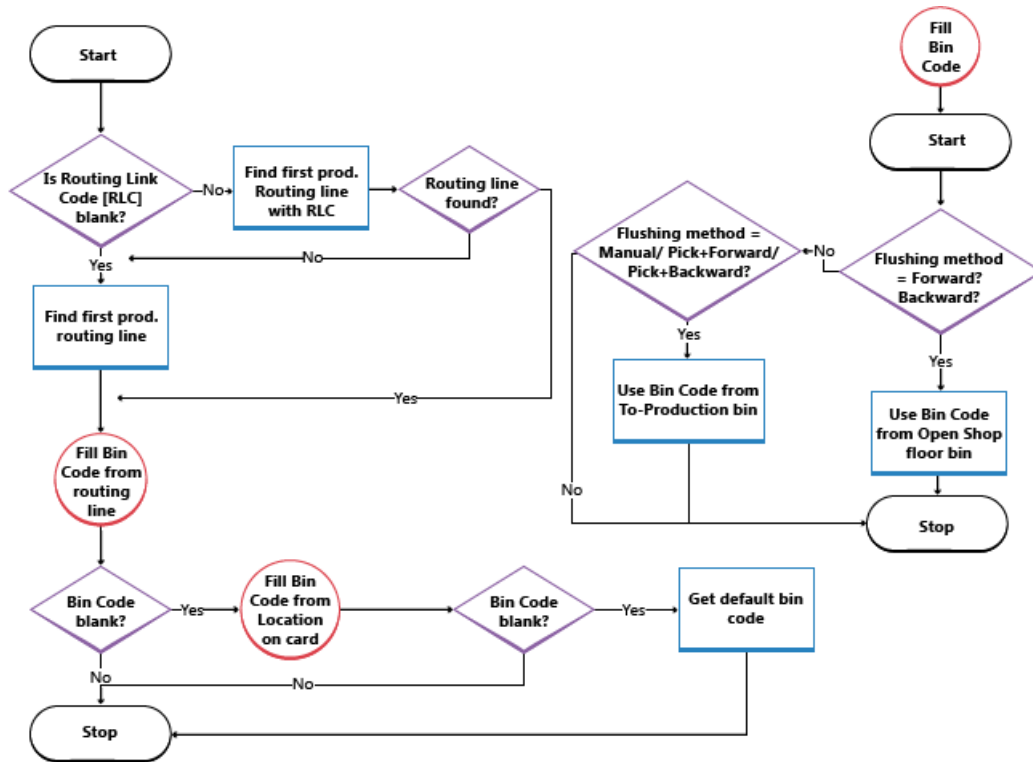 Start
Is Routing Link
Code [RLC]
blank?
No
Find first prod.
Routing line
with RLC
Routing line
found?
No
Yes
Find first prod.
routing line
Yes
Fill Bin
Code from
routing
line
Bin Code
blank?
Yes
Fill Bin
Code from
Location
on card
Bin Code
blank?
Yes
Get default bin
code
No
No
Stop
Fill
Bin
Code
Start
Flushing method
= Forward?
Backward?
No
Flushing method =
Manual/ Pick+Forward/
Pick+Backward?
Yes
Use Bin Code from
To-Production bin
Yes
Use Bin Code
from Open Shop
floor bin
No
Stop